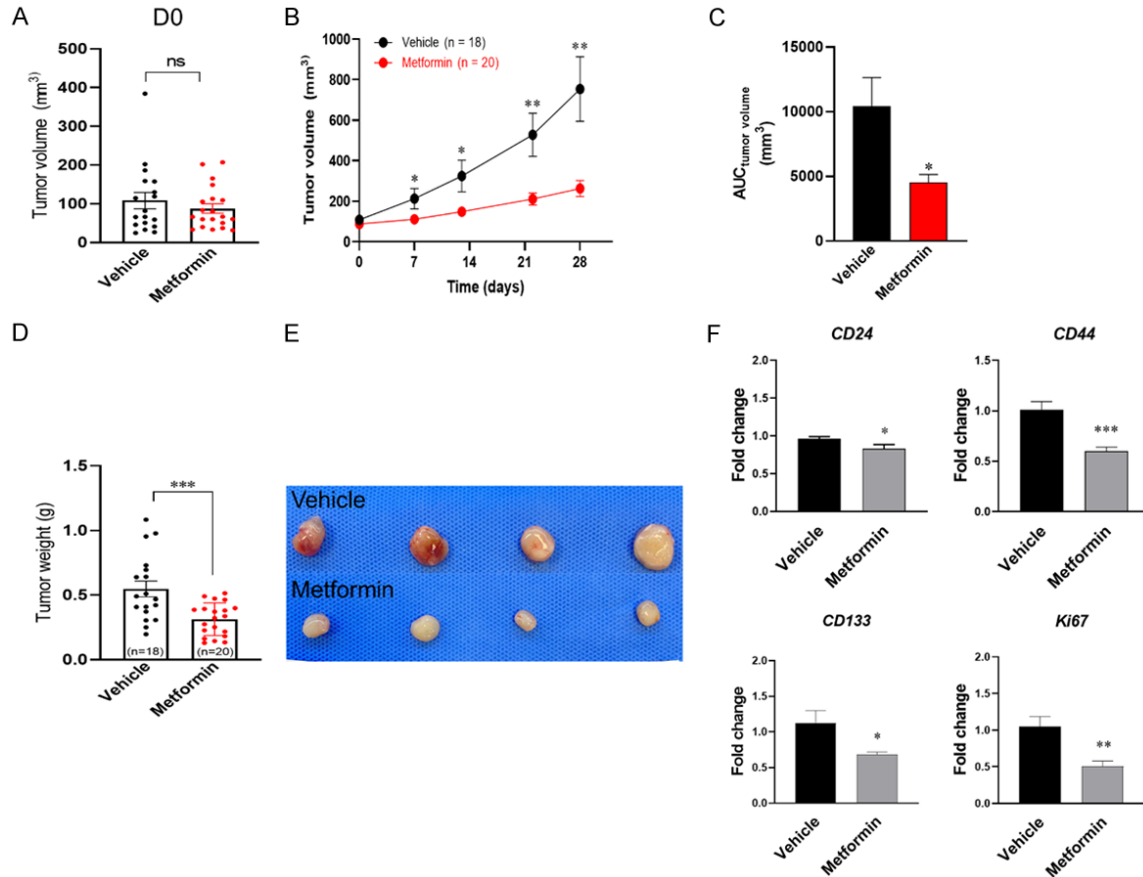 A
D0
Tumor volume (mm³)
500
400
300
200
100
0
ns
Vehicle
Metformin
B
Vehicle (n = 18)
Metformin (n = 20)
Tumor volume (mm³)
1000
800
600
400
200
0
*
*
**
**
0 7 14 21 28
Time (days)
C
AUCtumor volume
(mm³)
15000
10000
5000
0
*
Vehicle
Metformin
D
Tumor weight (g)
1.5
1.0
0.5
0.0
***
(n=18) (n=20)
Vehicle
Metformin
E
Vehicle
Metformin
F
CD24
Fold change
2.0
1.5
1.0
0.5
0.0
*
Vehicle
Metformin
CD44
Fold change
1.5
1.0
0.5
0.0
***
Vehicle
Metformin
CD133
Fold change
2.0
1.5
1.0
0.5
0.0
*
Vehicle
Metformin
Ki67
Fold change
2.0
1.5
1.0
0.5
0.0
**
Vehicle
Metformin